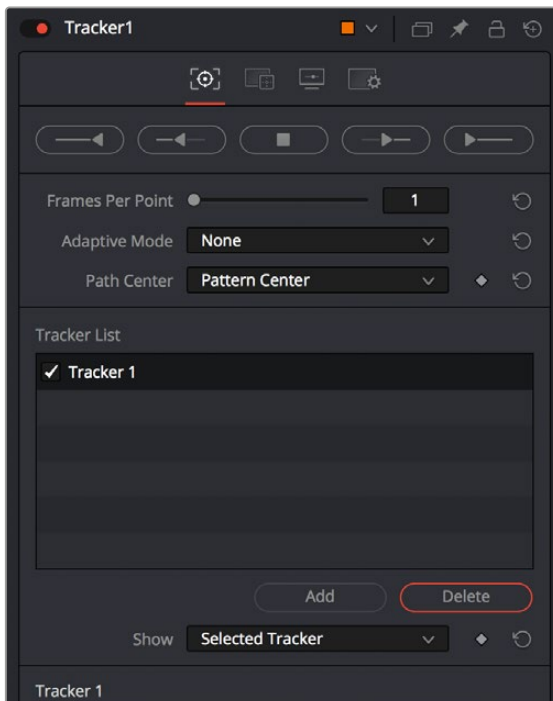 Tracker1
Frames Per Point 1
Adaptive Mode None
Path Center Pattern Center
Tracker List
Tracker 1
Add Delete
Show Selected Tracker
Tracker 1